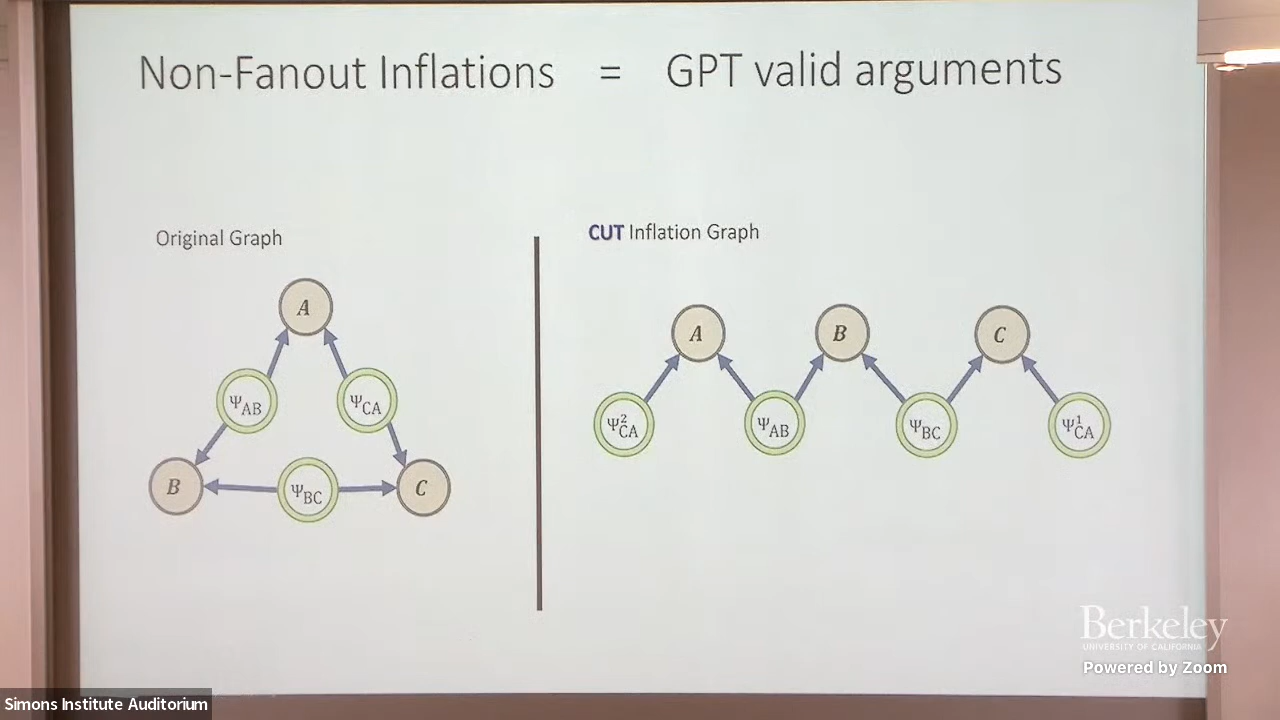 Non-Fanout Inflations = GPT valid arguments
Original Graph
CUT Inflation Graph
A
Ψ_AB
Ψ_CA
B
Ψ_BC
C
A
B
C
Ψ²_CA
Ψ_AB
Ψ_BC
Ψ¹_CA
Berkeley
UNIVERSITY OF CALIFORNIA
Powered by Zoom
Simons Institute Auditorium